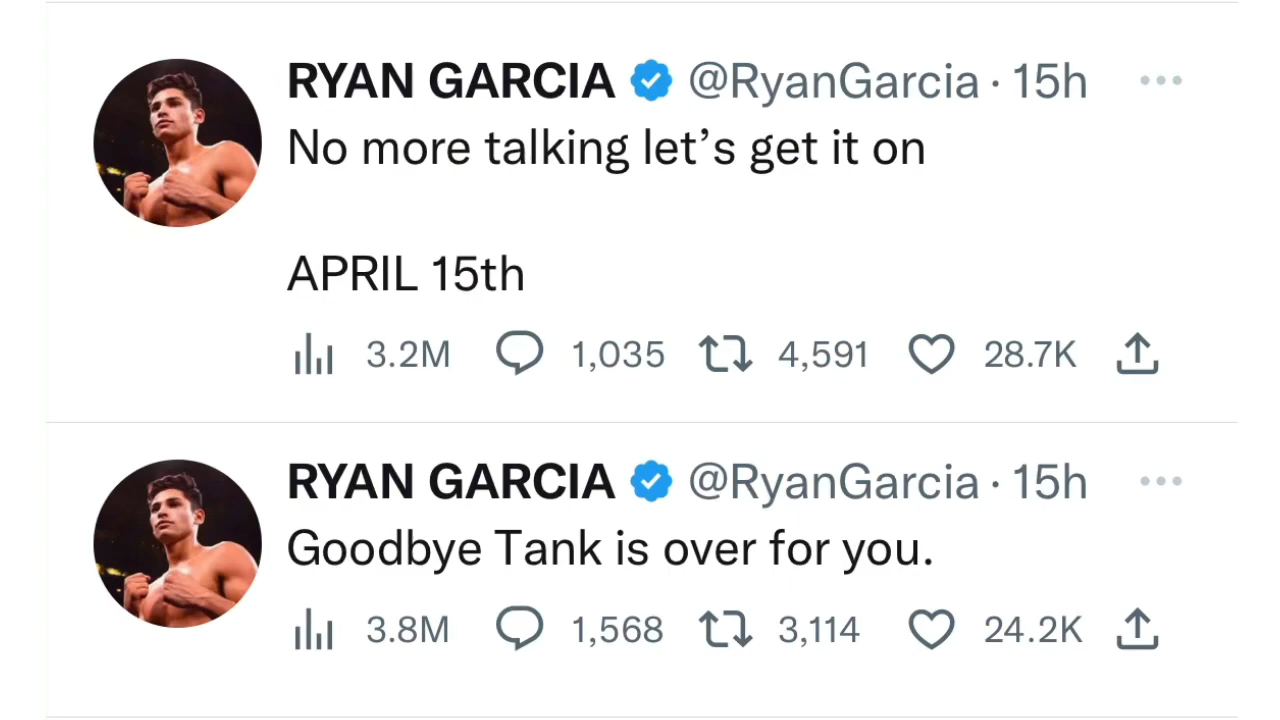 RYAN GARCIA @RyanGarcia · 15h
No more talking let’s get it on
APRIL 15th
3.2M 1,035 4,591 28.7K
RYAN GARCIA @RyanGarcia · 15h
Goodbye Tank is over for you.
3.8M 1,568 3,114 24.2K